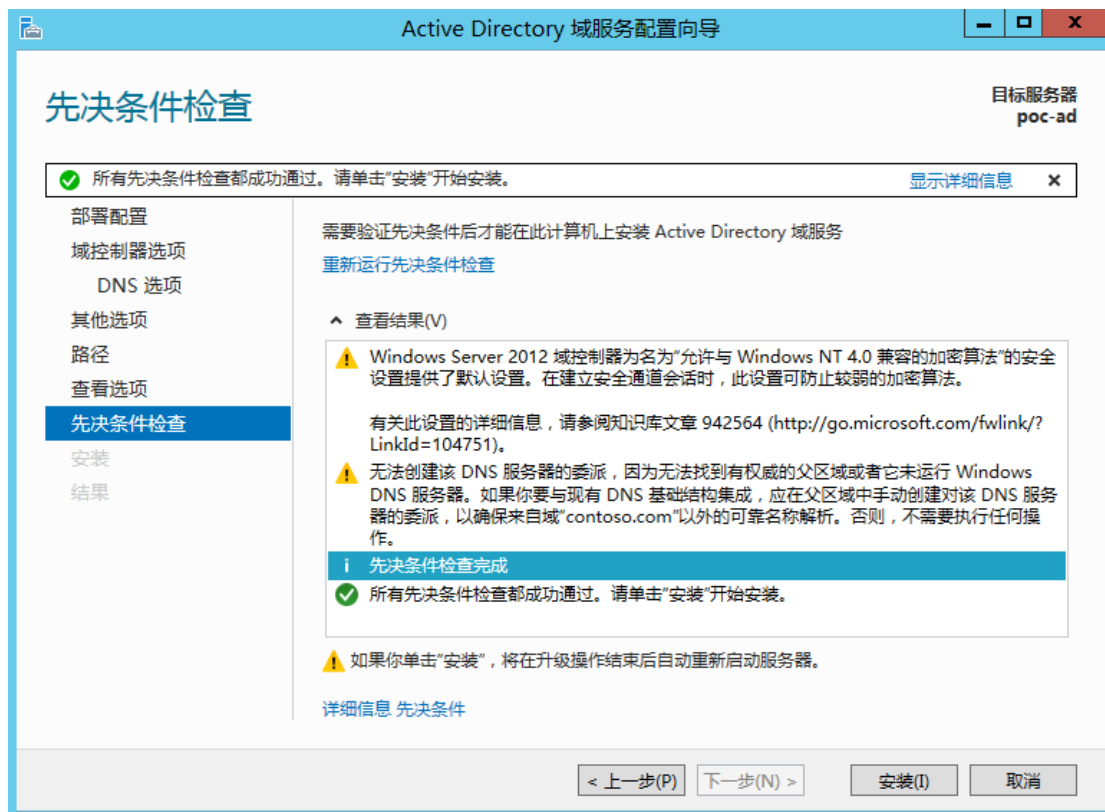 Active Directory 域服务配置向导
先决条件检查
目标服务器
poc-ad
所有先决条件检查都成功通过。请单击"安装"开始安装。
显示详细信息
部署配置
域控制器选项
DNS 选项
其他选项
路径
查看选项
先决条件检查
安装
结果
需要验证先决条件后才能在此计算机上安装 Active Directory 域服务
重新运行先决条件检查
查看结果(V)
Windows Server 2012 域控制器为名为"允许与 Windows NT 4.0 兼容的加密算法"的安全
设置提供了默认设置。在建立安全通道会话时，此设置可防止较弱的加密算法。
有关此设置的详细信息，请参阅知识库文章 942564 (http://go.microsoft.com/fwlink/?
LinkId=104751)。
无法创建该 DNS 服务器的委派，因为无法找到有权威的父区域或者它未运行 Windows
DNS 服务器。如果你要与现有 DNS 基础结构集成，应在父区域中手动创建对该 DNS 服务
器的委派，以确保来自域"contoso.com"以外的可靠名称解析。否则，不需要执行任何操
作。
先决条件检查完成
所有先决条件检查都成功通过。请单击"安装"开始安装。
如果你单击"安装"，将在升级操作结束后自动重新启动服务器。
详细信息 先决条件
< 上一步(P)
下一步(N) >
安装(I)
取消